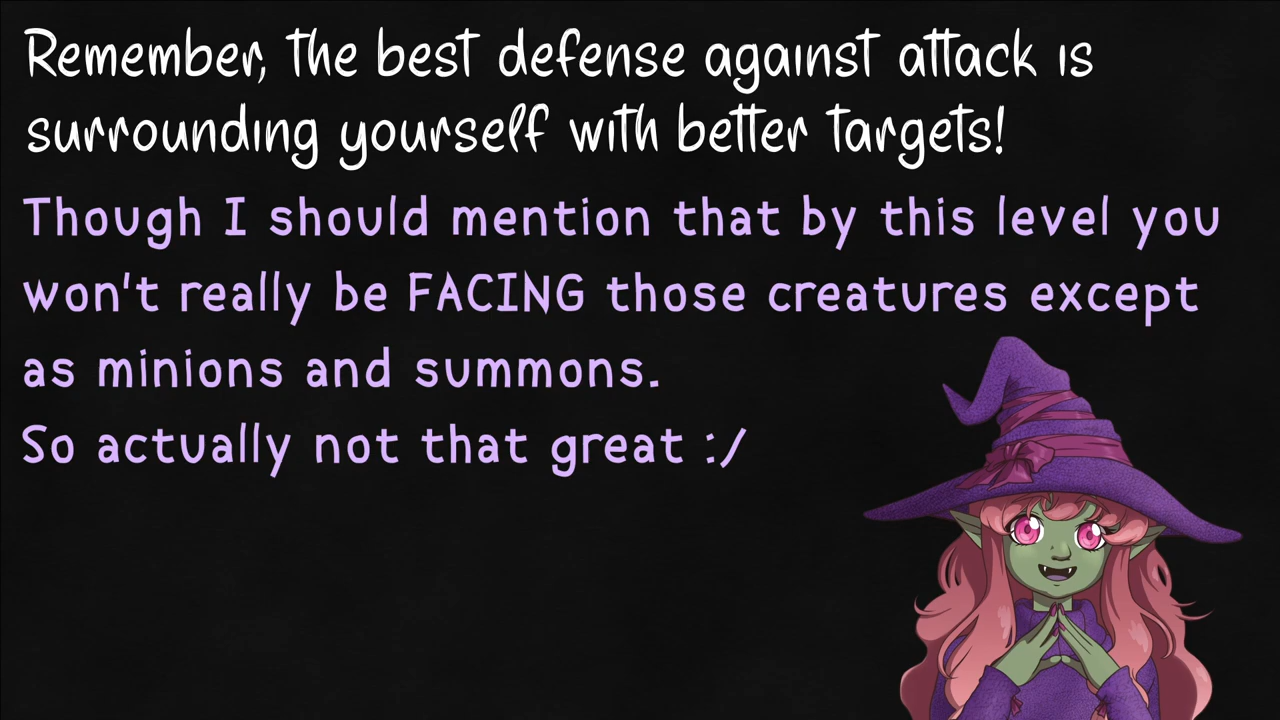 Remember, the best defense against attack is
surrounding yourself with better targets!
Though I should mention that by this level you
won't really be FACING those creatures except
as minions and summons.
So actually not that great :/